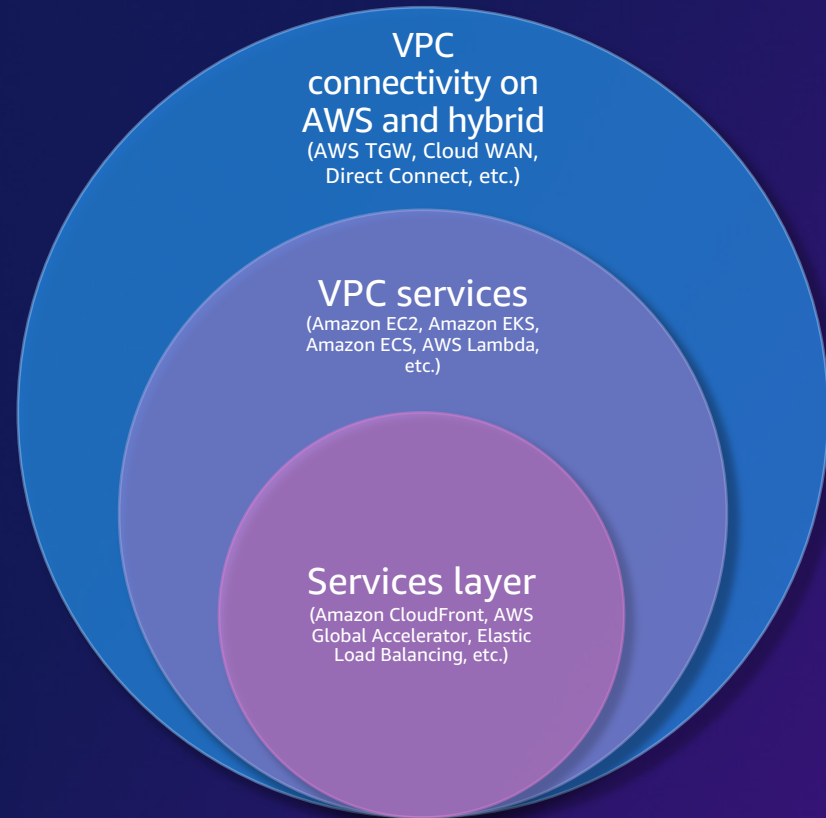 VPC
connectivity on
AWS and hybrid
(AWS TGW, Cloud WAN,
Direct Connect, etc.)
VPC services
(Amazon EC2, Amazon EKS,
Amazon ECS, AWS Lambda,
etc.)
Services layer
(Amazon CloudFront, AWS
Global Accelerator, Elastic
Load Balancing, etc.)